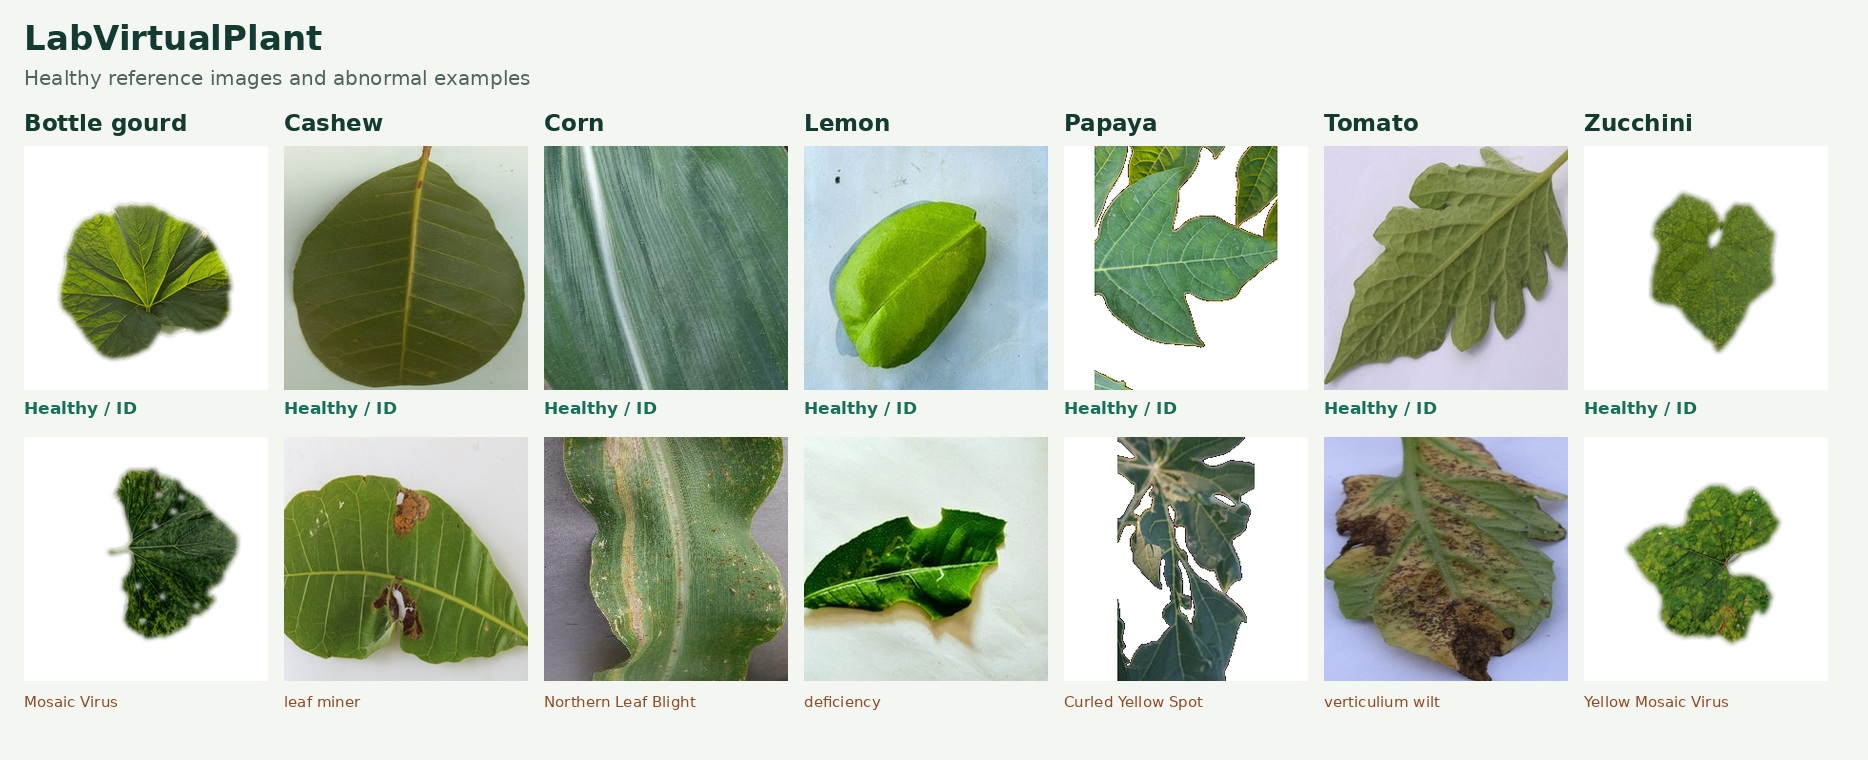 LabVirtualPlant
Healthy reference images and abnormal examples
Bottle gourd Cashew Corn Lemon Papaya Tomato Zucchini
Healthy / ID Healthy / ID Healthy / ID Healthy / ID Healthy / ID Healthy / ID Healthy / ID
Mosaic Virus leaf miner Northern Leaf Blight deficiency Curled Yellow Spot verticulium wilt Yellow Mosaic Virus